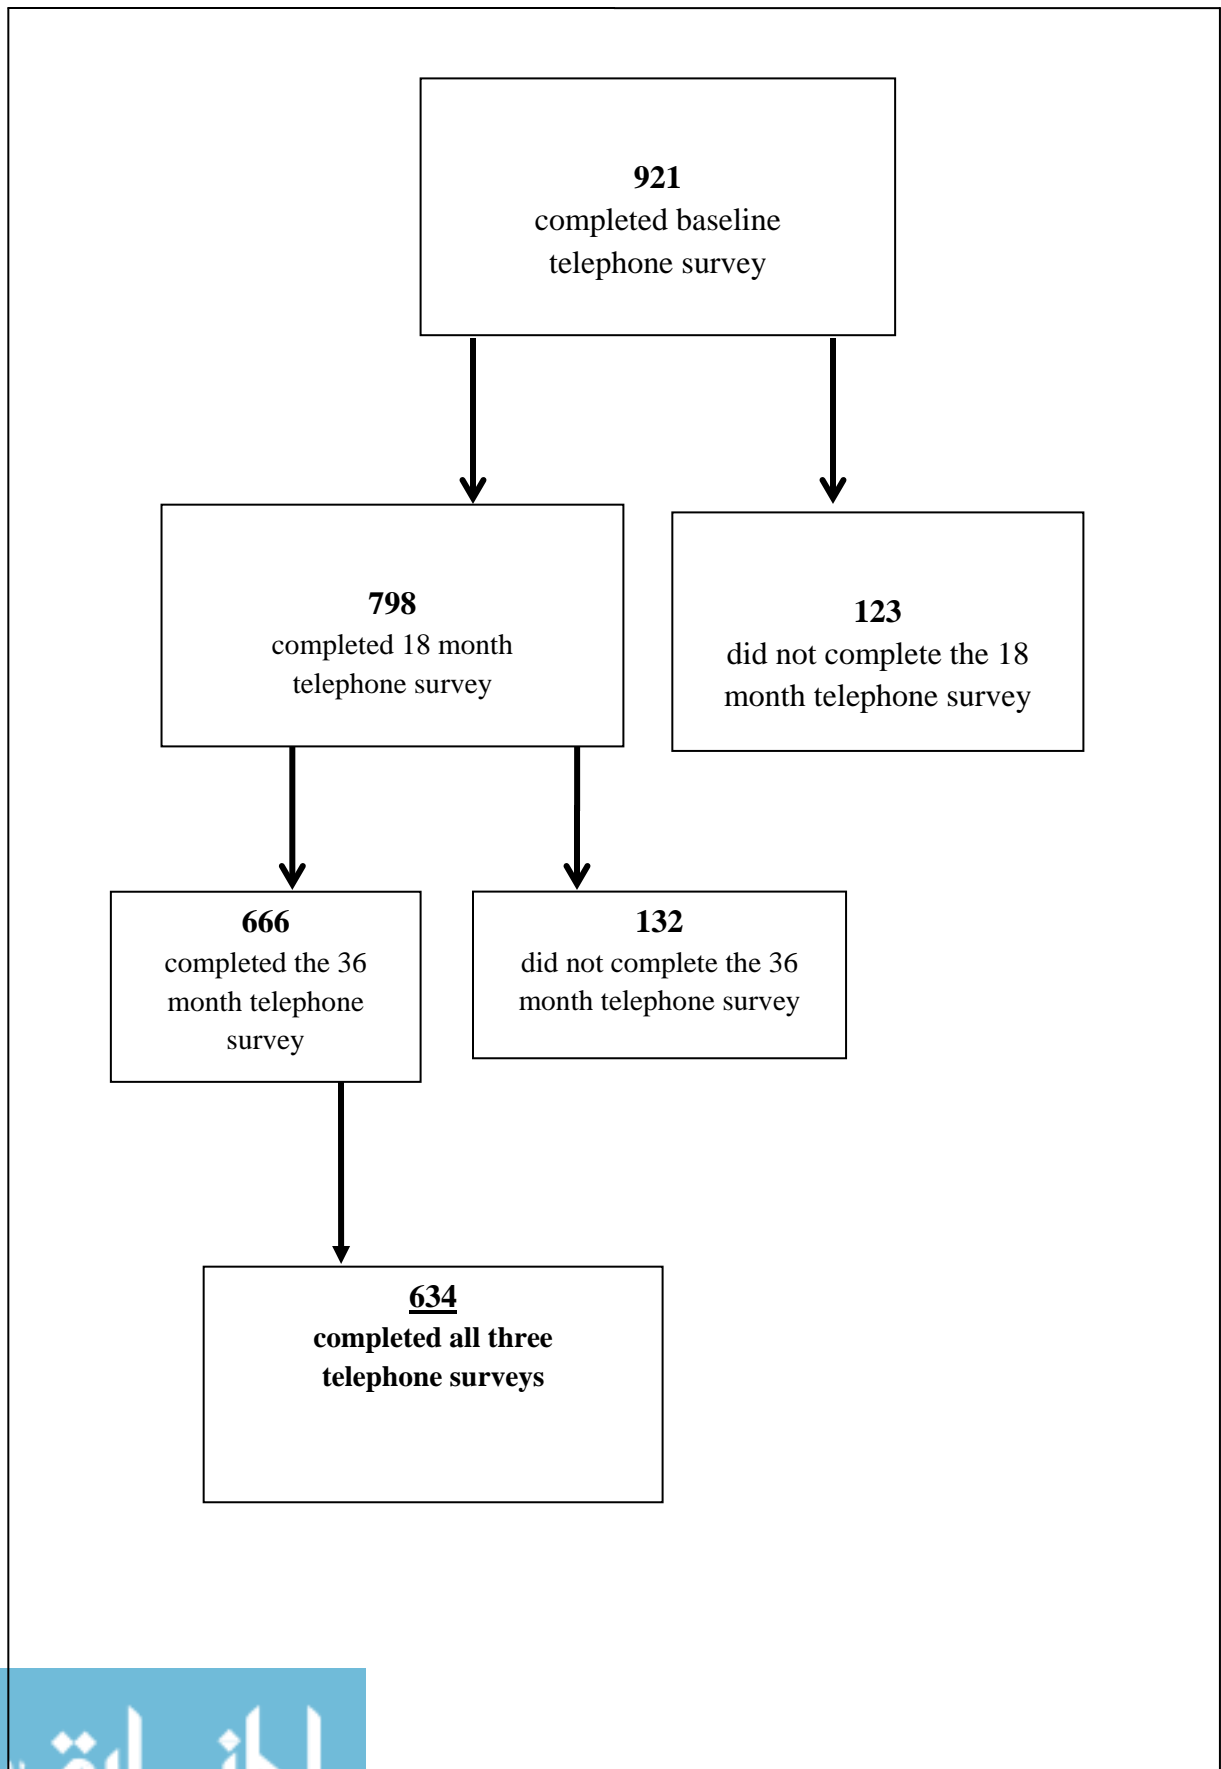 921
completed baseline
telephone survey
798
completed 18 month
telephone survey
123
did not complete the 18
month telephone survey
666
completed the 36
month telephone
survey
132
did not complete the 36
month telephone survey
634
completed all three
telephone surveys